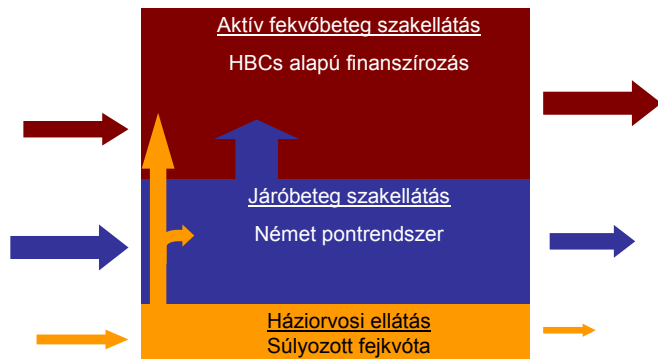 Aktív fekvőbeteg szakellátás
HBCs alapú finanszírozás
Járóbeteg szakellátás
Német pontrendszer
Háziorvosi ellátás
Súlyozott fejkvóta